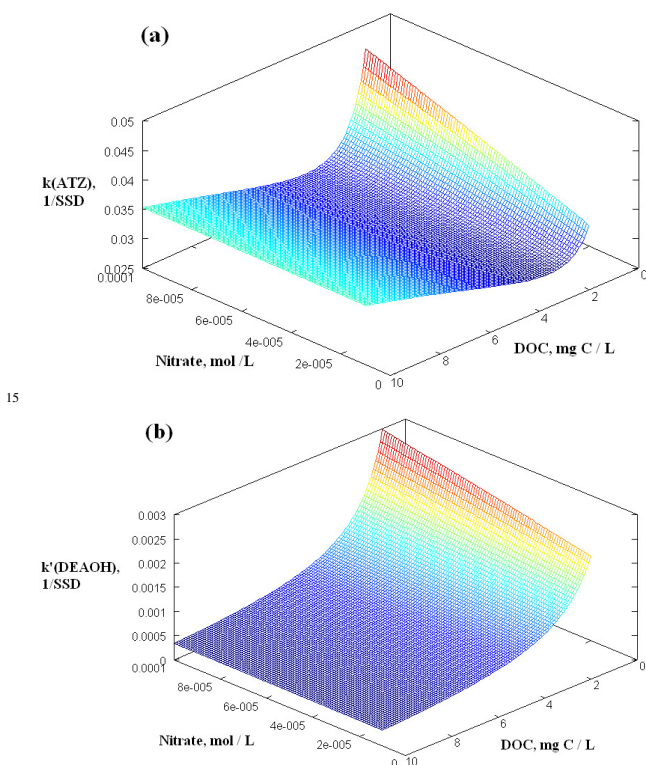 (a)
0.05
0.045
0.04
0.035
0.03
0.025
k(ATZ),
1/SSD
0.0001
8e-005
6e-005
4e-005
2e-005
0
Nitrate, mol /L
10
8
6
4
2
0
DOC, mg C / L
15
(b)
0.003
0.0025
0.002
0.0015
0.001
0.0005
0
k'(DEAOH),
1/SSD
0.0001
8e-005
6e-005
4e-005
2e-005
0
Nitrate, mol / L
10
8
6
4
2
0
DOC, mg C / L